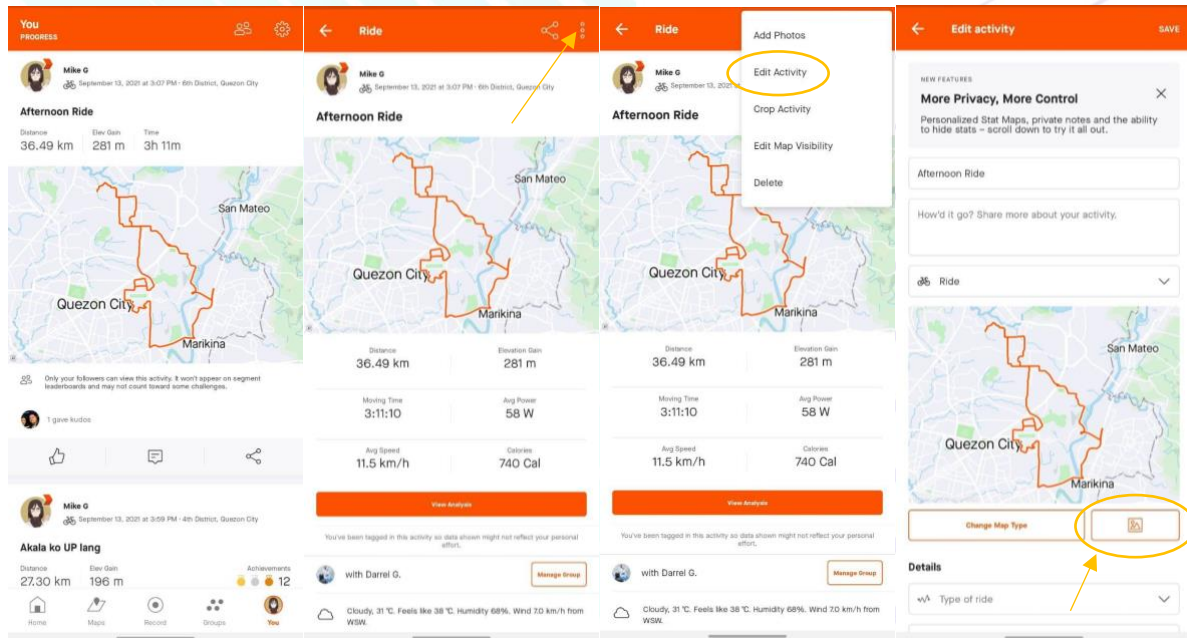 You
PROGRESS
Mike G
September 13, 2021 at 3:07 PM · 6th District, Quezon City
Afternoon Ride
Distance Elev Gain Time
36.49 km 281 m 3h 11m
San Mateo
Quezon City
Marikina
Only your followers can view this activity. It won't appear on segment
leaderboards and may not count toward some challenges.
1 gave kudos
Mike G
September 13, 2021 at 3:59 PM · 4th District, Quezon City
Akala ko UP lang
Distance Elev Gain Achievements
27.30 km 196 m 12
Home Maps Record Groups You
Ride
Mike G
September 13, 2021 at 3:07 PM · 6th District, Quezon City
Afternoon Ride
San Mateo
Quezon City
Marikina
Distance Elevation Gain
36.49 km 281 m
Moving Time Avg Power
3:11:10 58 W
Avg Speed Calories
11.5 km/h 740 Cal
View Analysis
You've been tagged in this activity so data shown might not reflect your personal
effort.
with Darrel G. Manage Group
Cloudy, 31 °C. Feels like 38 °C. Humidity 68%. Wind 7.0 km/h from
WSW.
Ride
Add Photos
Edit Activity
Crop Activity
Edit Map Visibility
Delete
Mike G
September 13, 2021 at
Afternoon Ride
Quezon City
Marikina
Distance Elevation Gain
36.49 km 281 m
Moving Time Avg Power
3:11:10 58 W
Avg Speed Calories
11.5 km/h 740 Cal
View Analysis
You've been tagged in this activity so data shown might not reflect your personal
effort.
with Darrel G. Manage Group
Cloudy, 31 °C. Feels like 38 °C. Humidity 68%. Wind 7.0 km/h from
WSW.
Edit activity SAVE
NEW FEATURES
More Privacy, More Control
Personalized Stat Maps, private notes and the ability
to hide stats – scroll down to try it all out.
Afternoon Ride
How'd it go? Share more about your activity.
Ride
San Mateo
Quezon City
Marikina
Change Map Type
Details
Type of ride